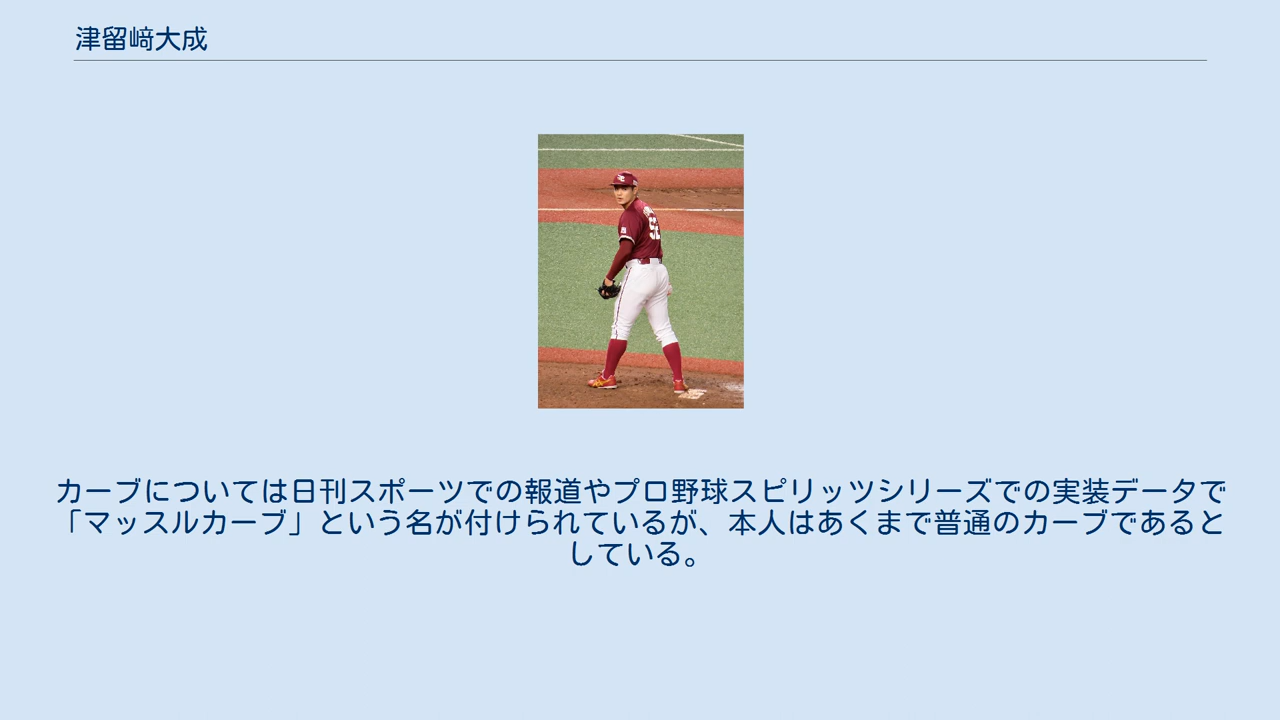 津留﨑大成
カーブについては日刊スポーツでの報道やプロ野球スピリッツシリーズでの実装データで
「マッスルカーブ」という名が付けられているが、本人はあくまで普通のカーブであると
している。